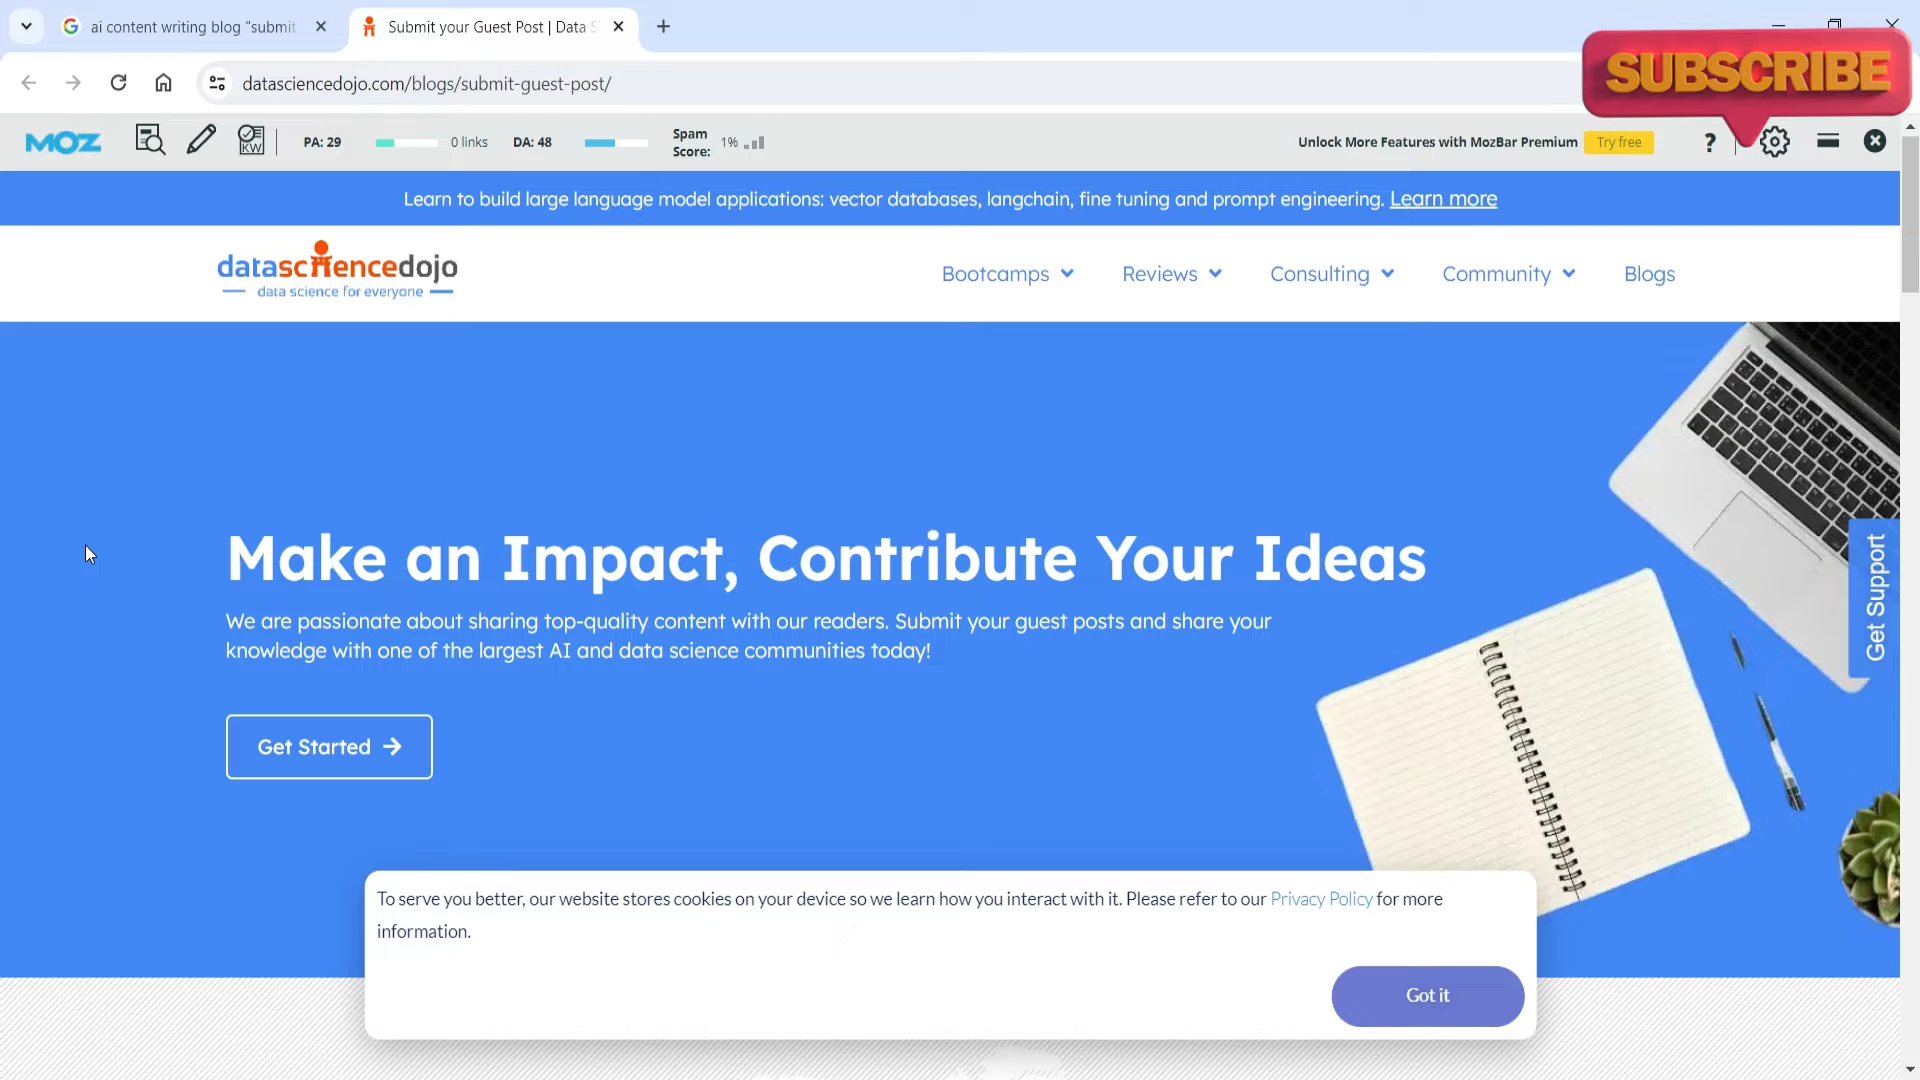 ai content writing blog "submit
Submit your Guest Post | Data S
SUBSCRIBE
datasciencedojo.com/blogs/submit-guest-post/
MOZ
KW
PA: 29
0 links
DA: 48
Spam
Score:
1%
Unlock More Features with MozBar Premium
Try free
?
Learn to build large language model applications: vector databases, langchain, fine tuning and prompt engineering. Learn more
datasciencedojo
data science for everyone
Bootcamps
Reviews
Consulting
Community
Blogs
Make an Impact, Contribute Your Ideas
We are passionate about sharing top-quality content with our readers. Submit your guest posts and share your
knowledge with one of the largest AI and data science communities today!
Get Support
Get Started
To serve you better, our website stores cookies on your device so we learn how you interact with it. Please refer to our Privacy Policy for more
information.
Got it